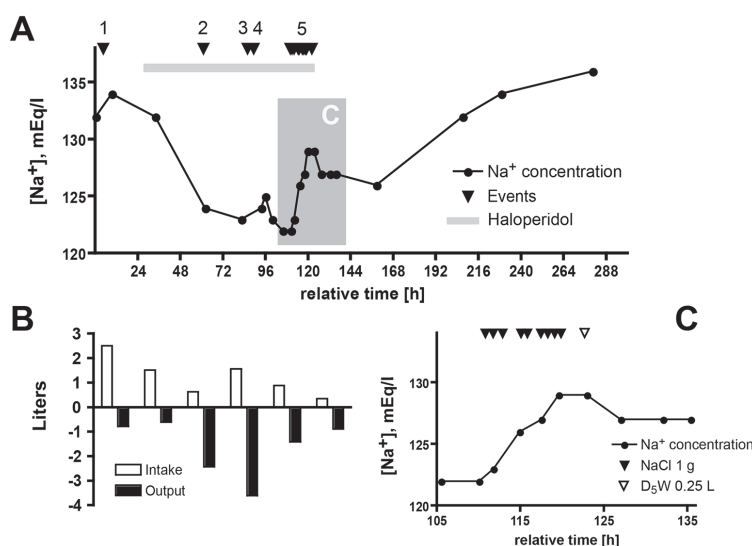 A
1 2 3 4 5
135
130
125
120
[Na⁺], mEq/l
C
Na⁺ concentration
Events
Haloperidol
24 48 72 96 120 144 168 192 216 240 264 288
relative time [h]
B
3
2
1
0
-1
-2
-3
-4
Liters
Intake
Output
C
130
125
120
[Na⁺], mEq/L
Na⁺ concentration
NaCl 1 g
D₅W 0.25 L
105 115 125 135
relative time [h]